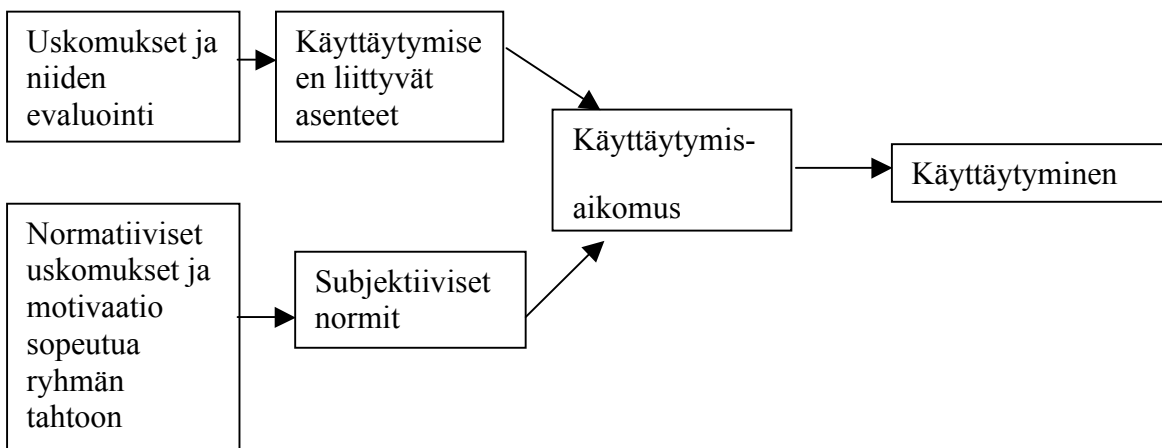 Uskomukset ja
niiden
evaluointi
Käyttäytymise
en liittyvät
asenteet
Käyttäytymis-
aikomus
Käyttäytyminen
Normatiiviset
uskomukset ja
motivaatio
sopeutua
ryhmän
tahtoon
Subjektiiviset
normit